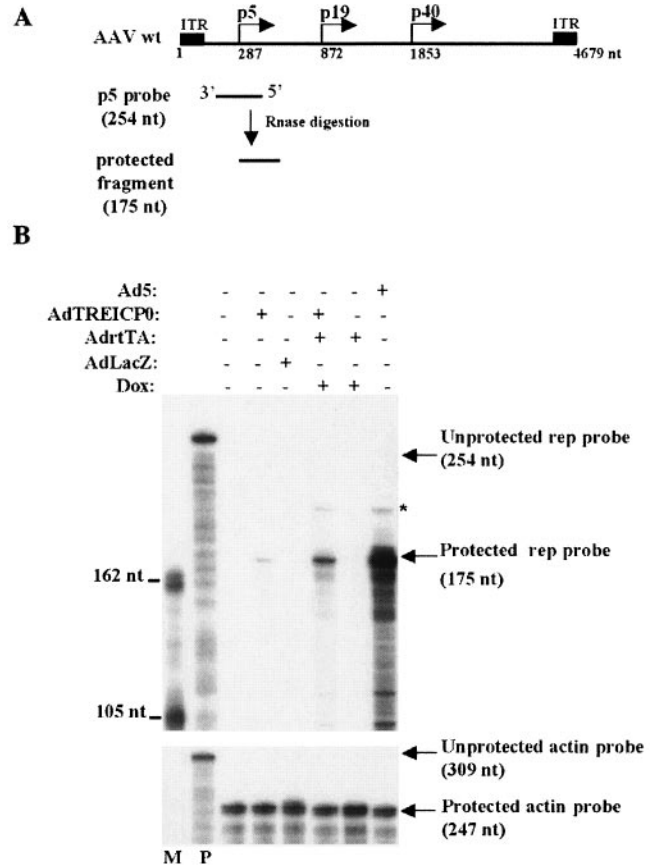 A
ITR p5 p19 p40 ITR
AAV wt
1 287 872 1853 4679 nt
p5 probe 3' 5'
(254 nt)
Rnase digestion
protected
fragment
(175 nt)
B
Ad5: - - - - - +
AdTREICP0: - + - + - -
AdrtTA: - - - + + -
AdLacZ: - - + - - -
Dox: - - - + + -
Unprotected rep probe
(254 nt)
*
Protected rep probe
(175 nt)
162 nt
105 nt
Unprotected actin probe
(309 nt)
Protected actin probe
(247 nt)
M P